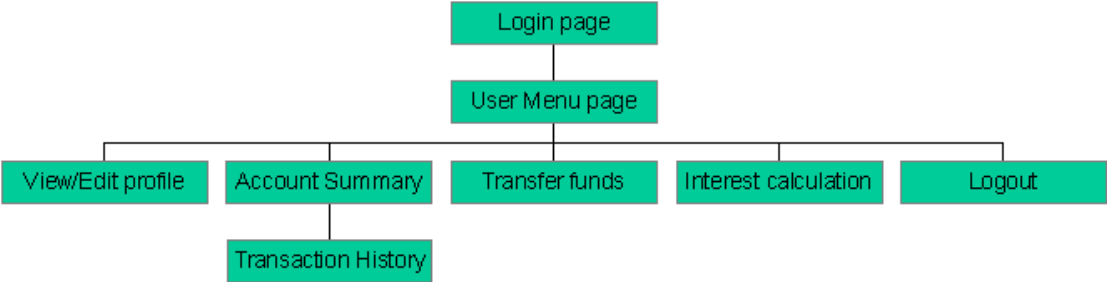 Login page
User Menu page
View/Edit profile
Account Summary
Transfer funds
Interest calculation
Logout
Transaction History